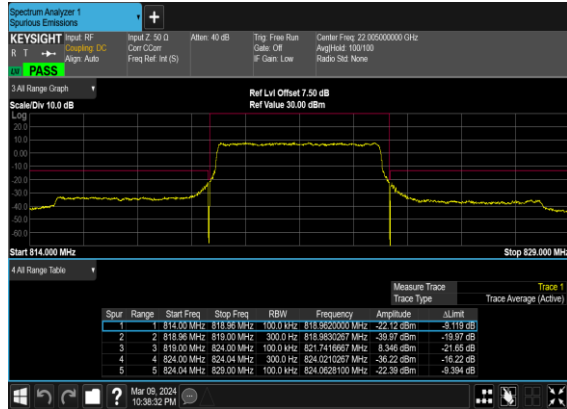 Spectrum Analyzer 1
Spurious Emissions
+
KEYSIGHT Input: RF Input Z: 50 Ω Atten: 40 dB Trig: Free Run Center Freq: 22.005000000 GHz
R T Coupling: DC Corr CCorr Gate: Off Avg|Hold: 100/100
Align: Auto Freq Ref: Int (S) IF Gain: Low Radio Std: None
PASS
3 All Range Graph
Ref Lvl Offset 7.50 dB
Scale/Div 10.0 dB Ref Value 30.00 dBm
Log
20.0
10.0
0.00
-10.0
-20.0
-30.0
-40.0
-50.0
-60.0
Start 814.000 MHz Stop 829.000 MHz
4 All Range Table
Measure Trace Trace 1
Trace Type Trace Average (Active)
Spur Range Start Freq Stop Freq RBW Frequency Amplitude ΔLimit
1 1 814.00 MHz 818.96 MHz 100.0 kHz 818.9620000 MHz -22.12 dBm -9.119 dB
2 2 818.96 MHz 819.00 MHz 300.0 Hz 818.9830267 MHz -39.97 dBm -19.97 dB
3 3 819.00 MHz 824.00 MHz 100.0 kHz 821.7416667 MHz 8.346 dBm -21.65 dB
4 4 824.00 MHz 824.04 MHz 300.0 Hz 824.0210267 MHz -36.22 dBm -16.22 dB
5 5 824.04 MHz 829.00 MHz 100.0 kHz 824.0628100 MHz -22.39 dBm -9.394 dB
?
Mar 09, 2024
10:38:32 PM